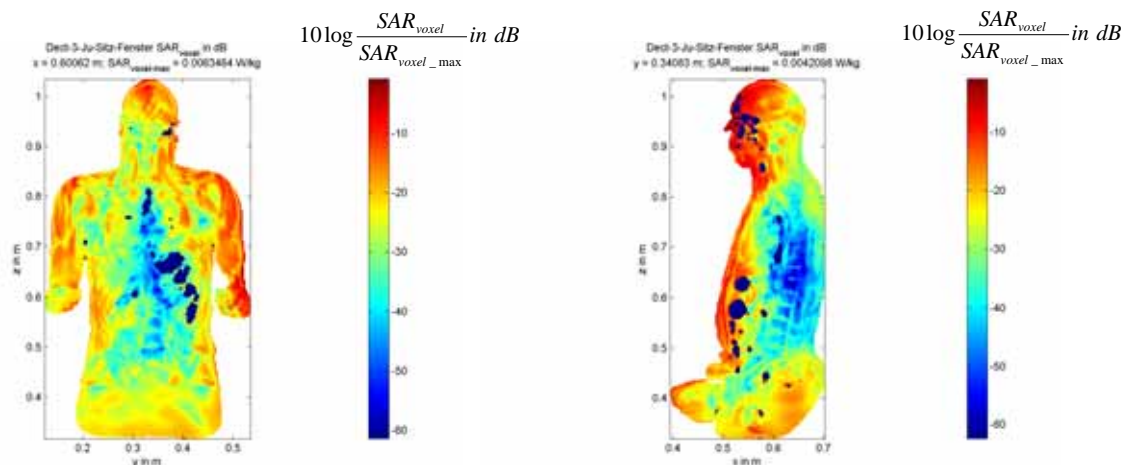 10 log SAR_voxel / SAR_voxel_max in dB
Dect-3-Ju-Sitz-Fenster SAR_voxel in dB
x = 0.60062 m; SAR_voxel-max = 0.0063484 W/kg
1
0.9
0.8
0.7
0.6
0.5
0.4
z in m
0.2 0.3 0.4 0.5
y in m
-10
-20
-30
-40
-50
-60
10 log SAR_voxel / SAR_voxel_max in dB
Dect-3-Ju-Sitz-Fenster SAR_voxel in dB
y = 0.34063 m; SAR_voxel-max = 0.0042098 W/kg
1
0.9
0.8
0.7
0.6
0.5
0.4
z in m
0.4 0.5 0.6 0.7
x in m
-10
-20
-30
-40
-50
-60